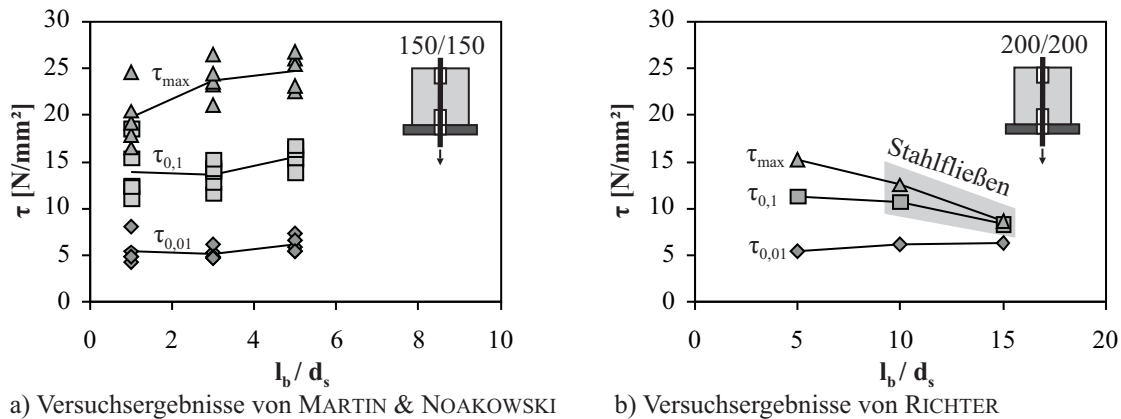 30
25
20
15
10
5
0
τ [N/mm²]
150/150
τmax
τ0,1
τ0,01
0 2 4 6 8 10
lb / ds
a) Versuchsergebnisse von MARTIN & NOAKOWSKI
30
25
20
15
10
5
0
τ [N/mm²]
200/200
Stahlfließen
τmax
τ0,1
τ0,01
0 5 10 15 20
lb / ds
b) Versuchsergebnisse von RICHTER